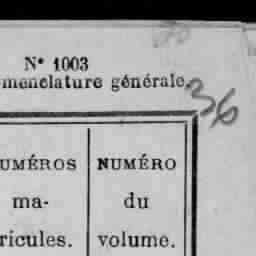 N° 1003
menclature générale.
36
UMÉROS NUMÉRO
ma- du
ricules. volume.